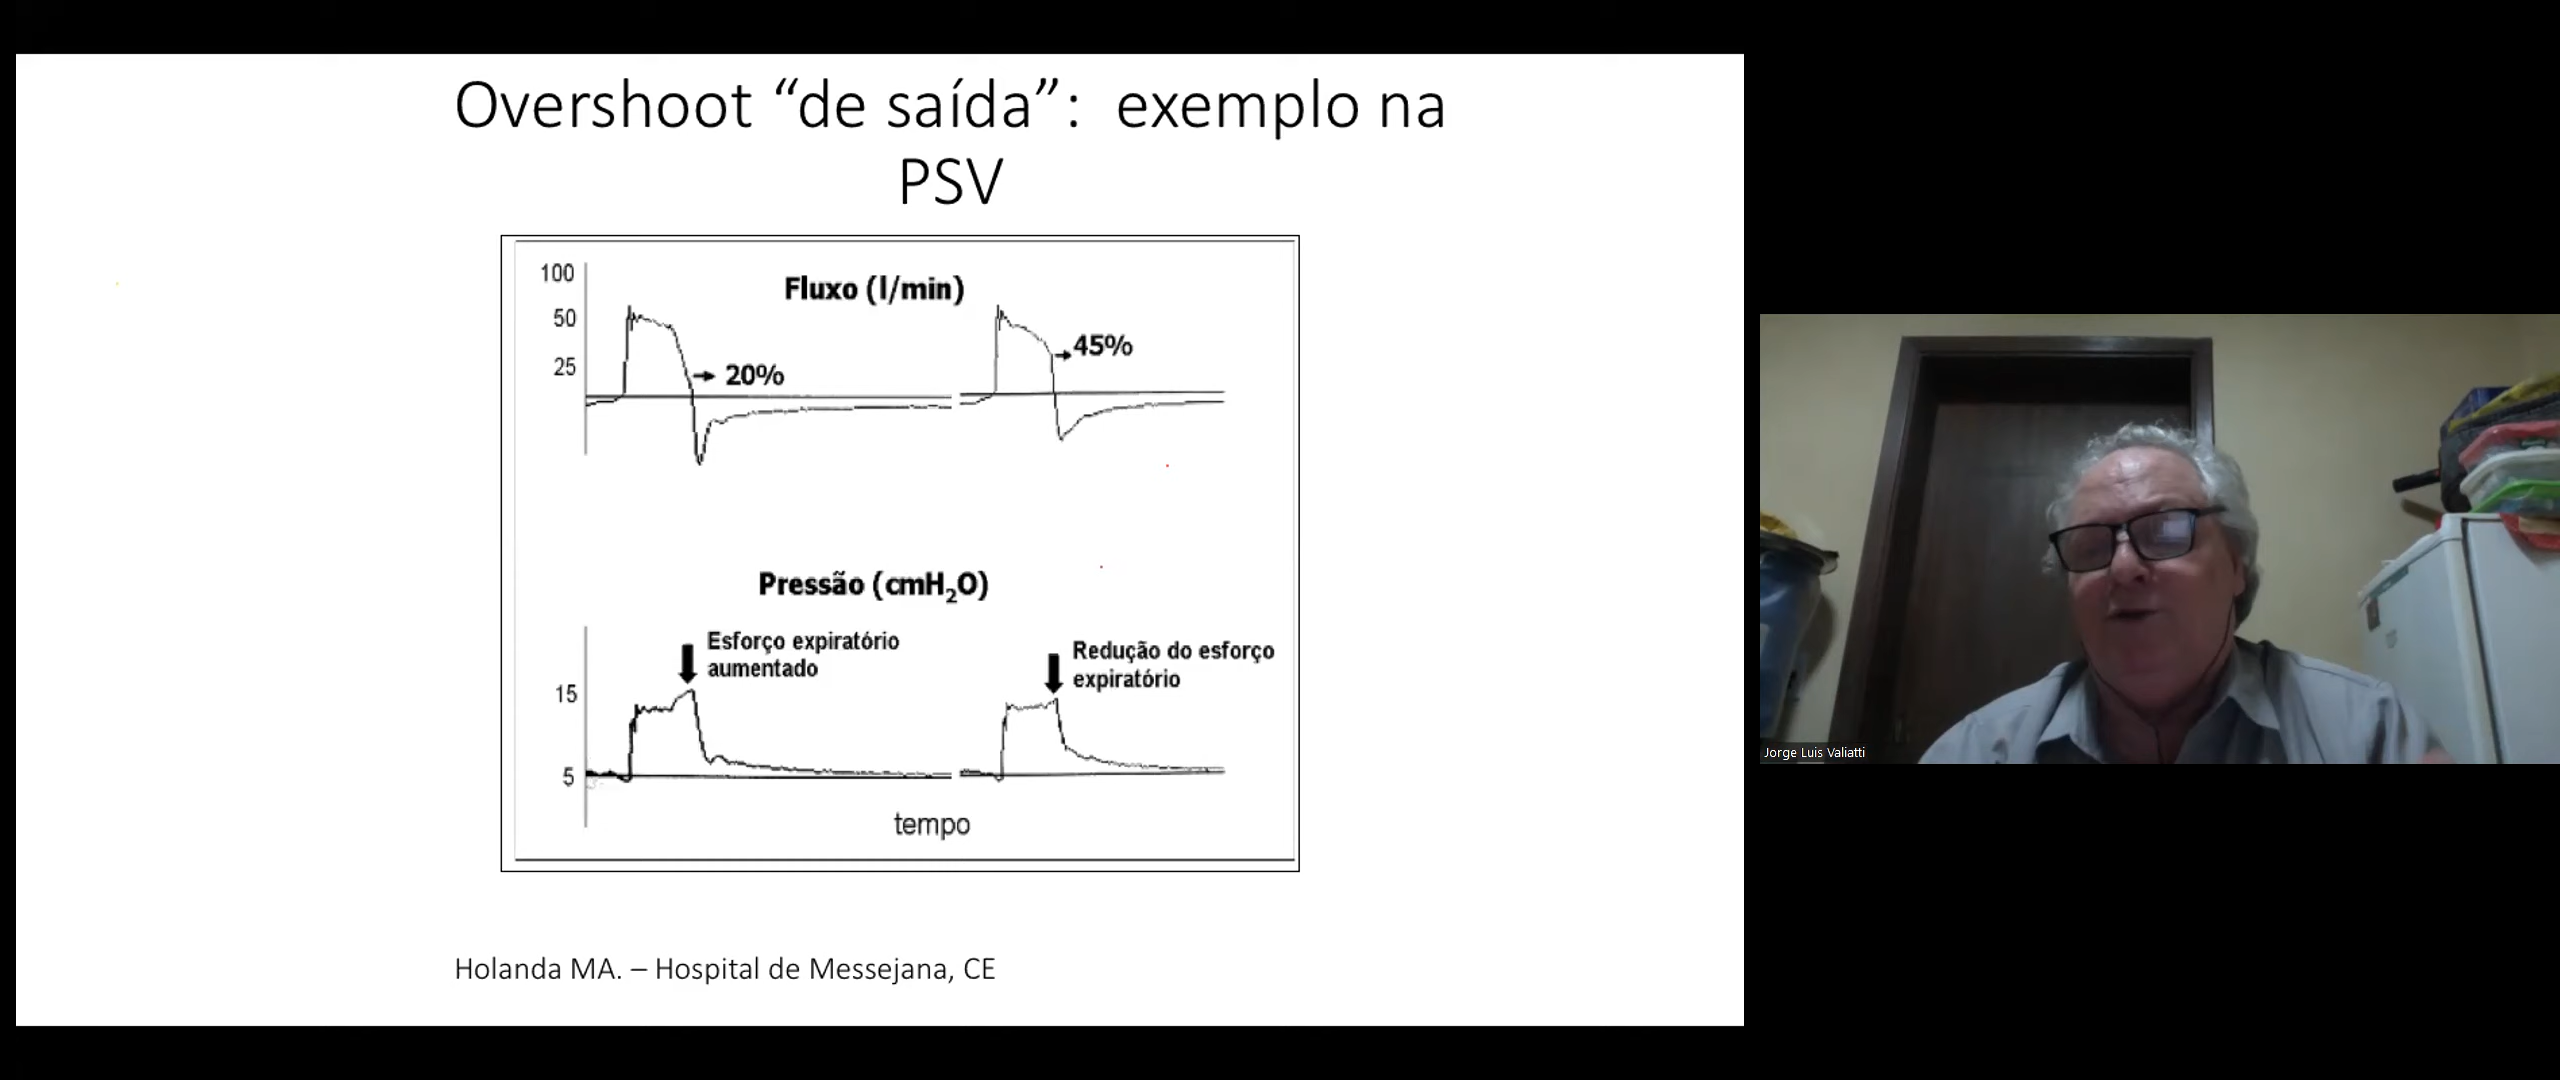 Overshoot “de saída”: exemplo na
PSV
100
50
25
Fluxo (l/min)
20%
45%
Pressão (cmH₂O)
Esforço expiratório
aumentado
Redução do esforço
expiratório
15
5
tempo
Holanda MA. – Hospital de Messejana, CE
Jorge Luis Valiatti